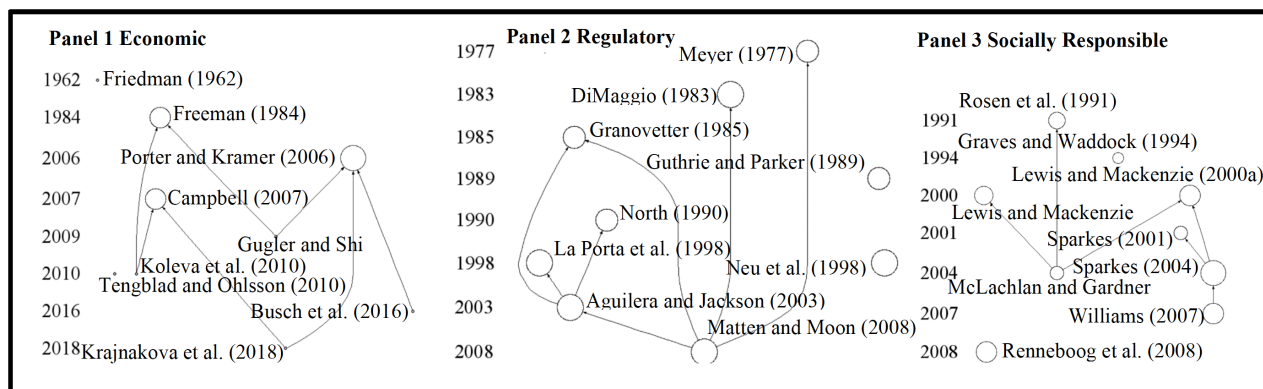 Panel 1 Economic
1962 Friedman (1962)
1984 Freeman (1984)
2006 Porter and Kramer (2006)
2007 Campbell (2007)
2009 Gugler and Shi
Koleva et al. (2010)
2010 Tengblad and Ohlsson (2010)
2016 Busch et al. (2016)
2018 Krajnakova et al. (2018)
Panel 2 Regulatory
1977 Meyer (1977)
1983 DiMaggio (1983)
1985 Granovetter (1985)
Guthrie and Parker (1989)
1989
1990 North (1990)
La Porta et al. (1998)
1998 Neu et al. (1998)
2003 Aguilera and Jackson (2003)
Matten and Moon (2008)
2008
Panel 3 Socially Responsible
Rosen et al. (1991)
1991
Graves and Waddock (1994)
1994
Lewis and Mackenzie (2000a)
2000
Lewis and Mackenzie
2001 Sparkes (2001)
Sparkes (2004)
2004
McLachlan and Gardner
2007 Williams (2007)
2008 Renneboog et al. (2008)